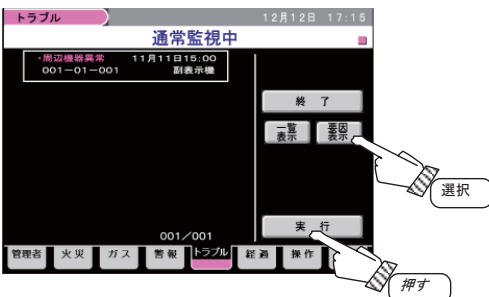 トラブル 12月12日 17:15
通常監視中
・周辺機器異常 11月11日15:00
001－01－001 副表示機
終 了
一覧表示 要因表示
選択
001／001
実 行
管理者 火災 ガス 警報 トラブル 経過 操作
押す